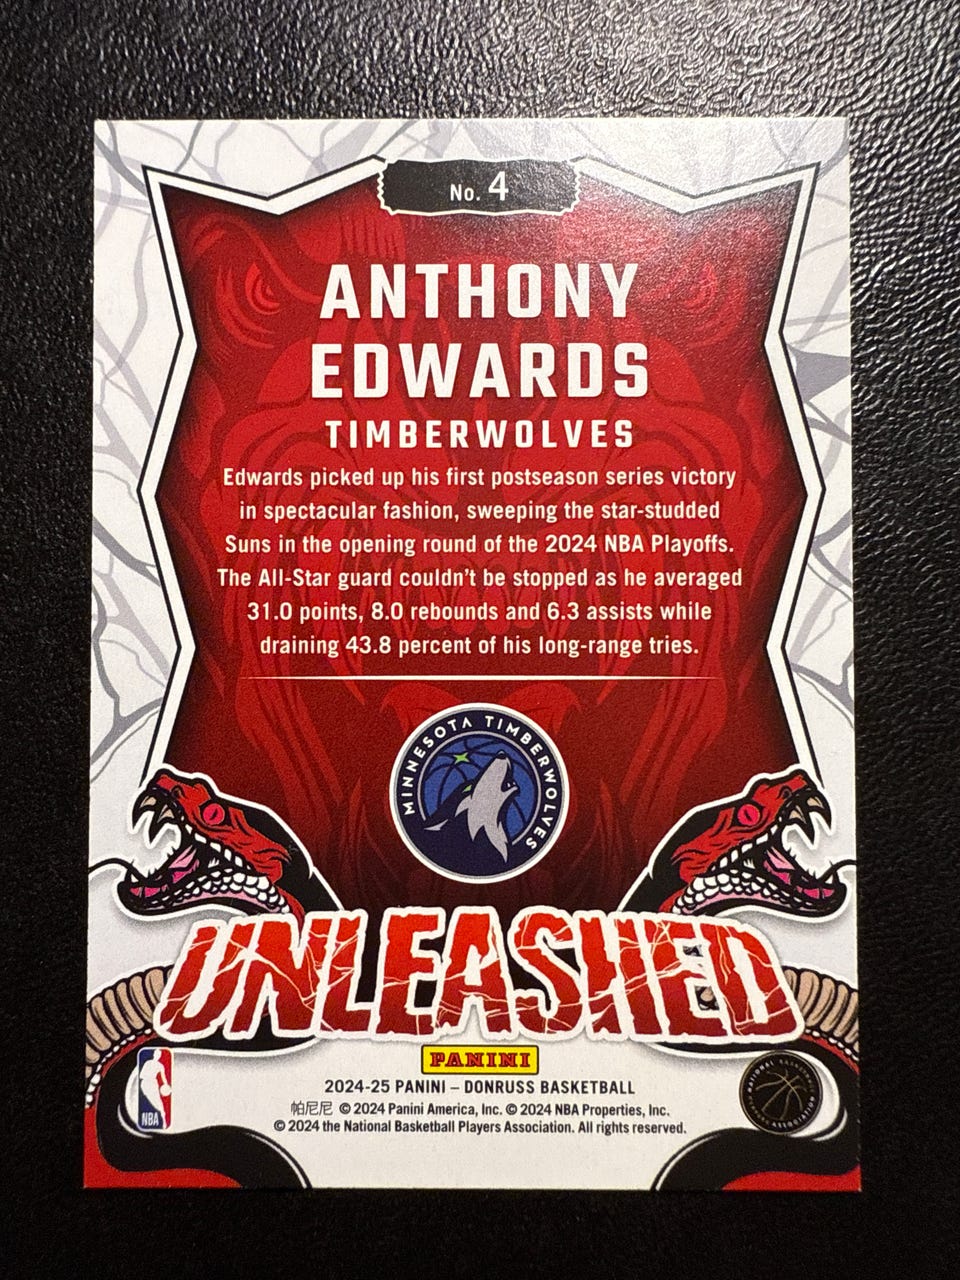 No. 4
ANTHONY
EDWARDS
TIMBERWOLVES
Edwards picked up his first postseason series victory
in spectacular fashion, sweeping the star-studded
Suns in the opening round of the 2024 NBA Playoffs.
The All-Star guard couldn't be stopped as he averaged
31.0 points, 8.0 rebounds and 6.3 assists while
draining 43.8 percent of his long-range tries.
MINNESOTA TIMBERWOLVES
UNLEASHED
PANINI
2024-25 PANINI – DONRUSS BASKETBALL
帕尼尼 © 2024 Panini America, Inc. © 2024 NBA Properties, Inc.
© 2024 the National Basketball Players Association. All rights reserved.
NBA
NATIONAL BASKETBALL PLAYERS ASSOCIATION